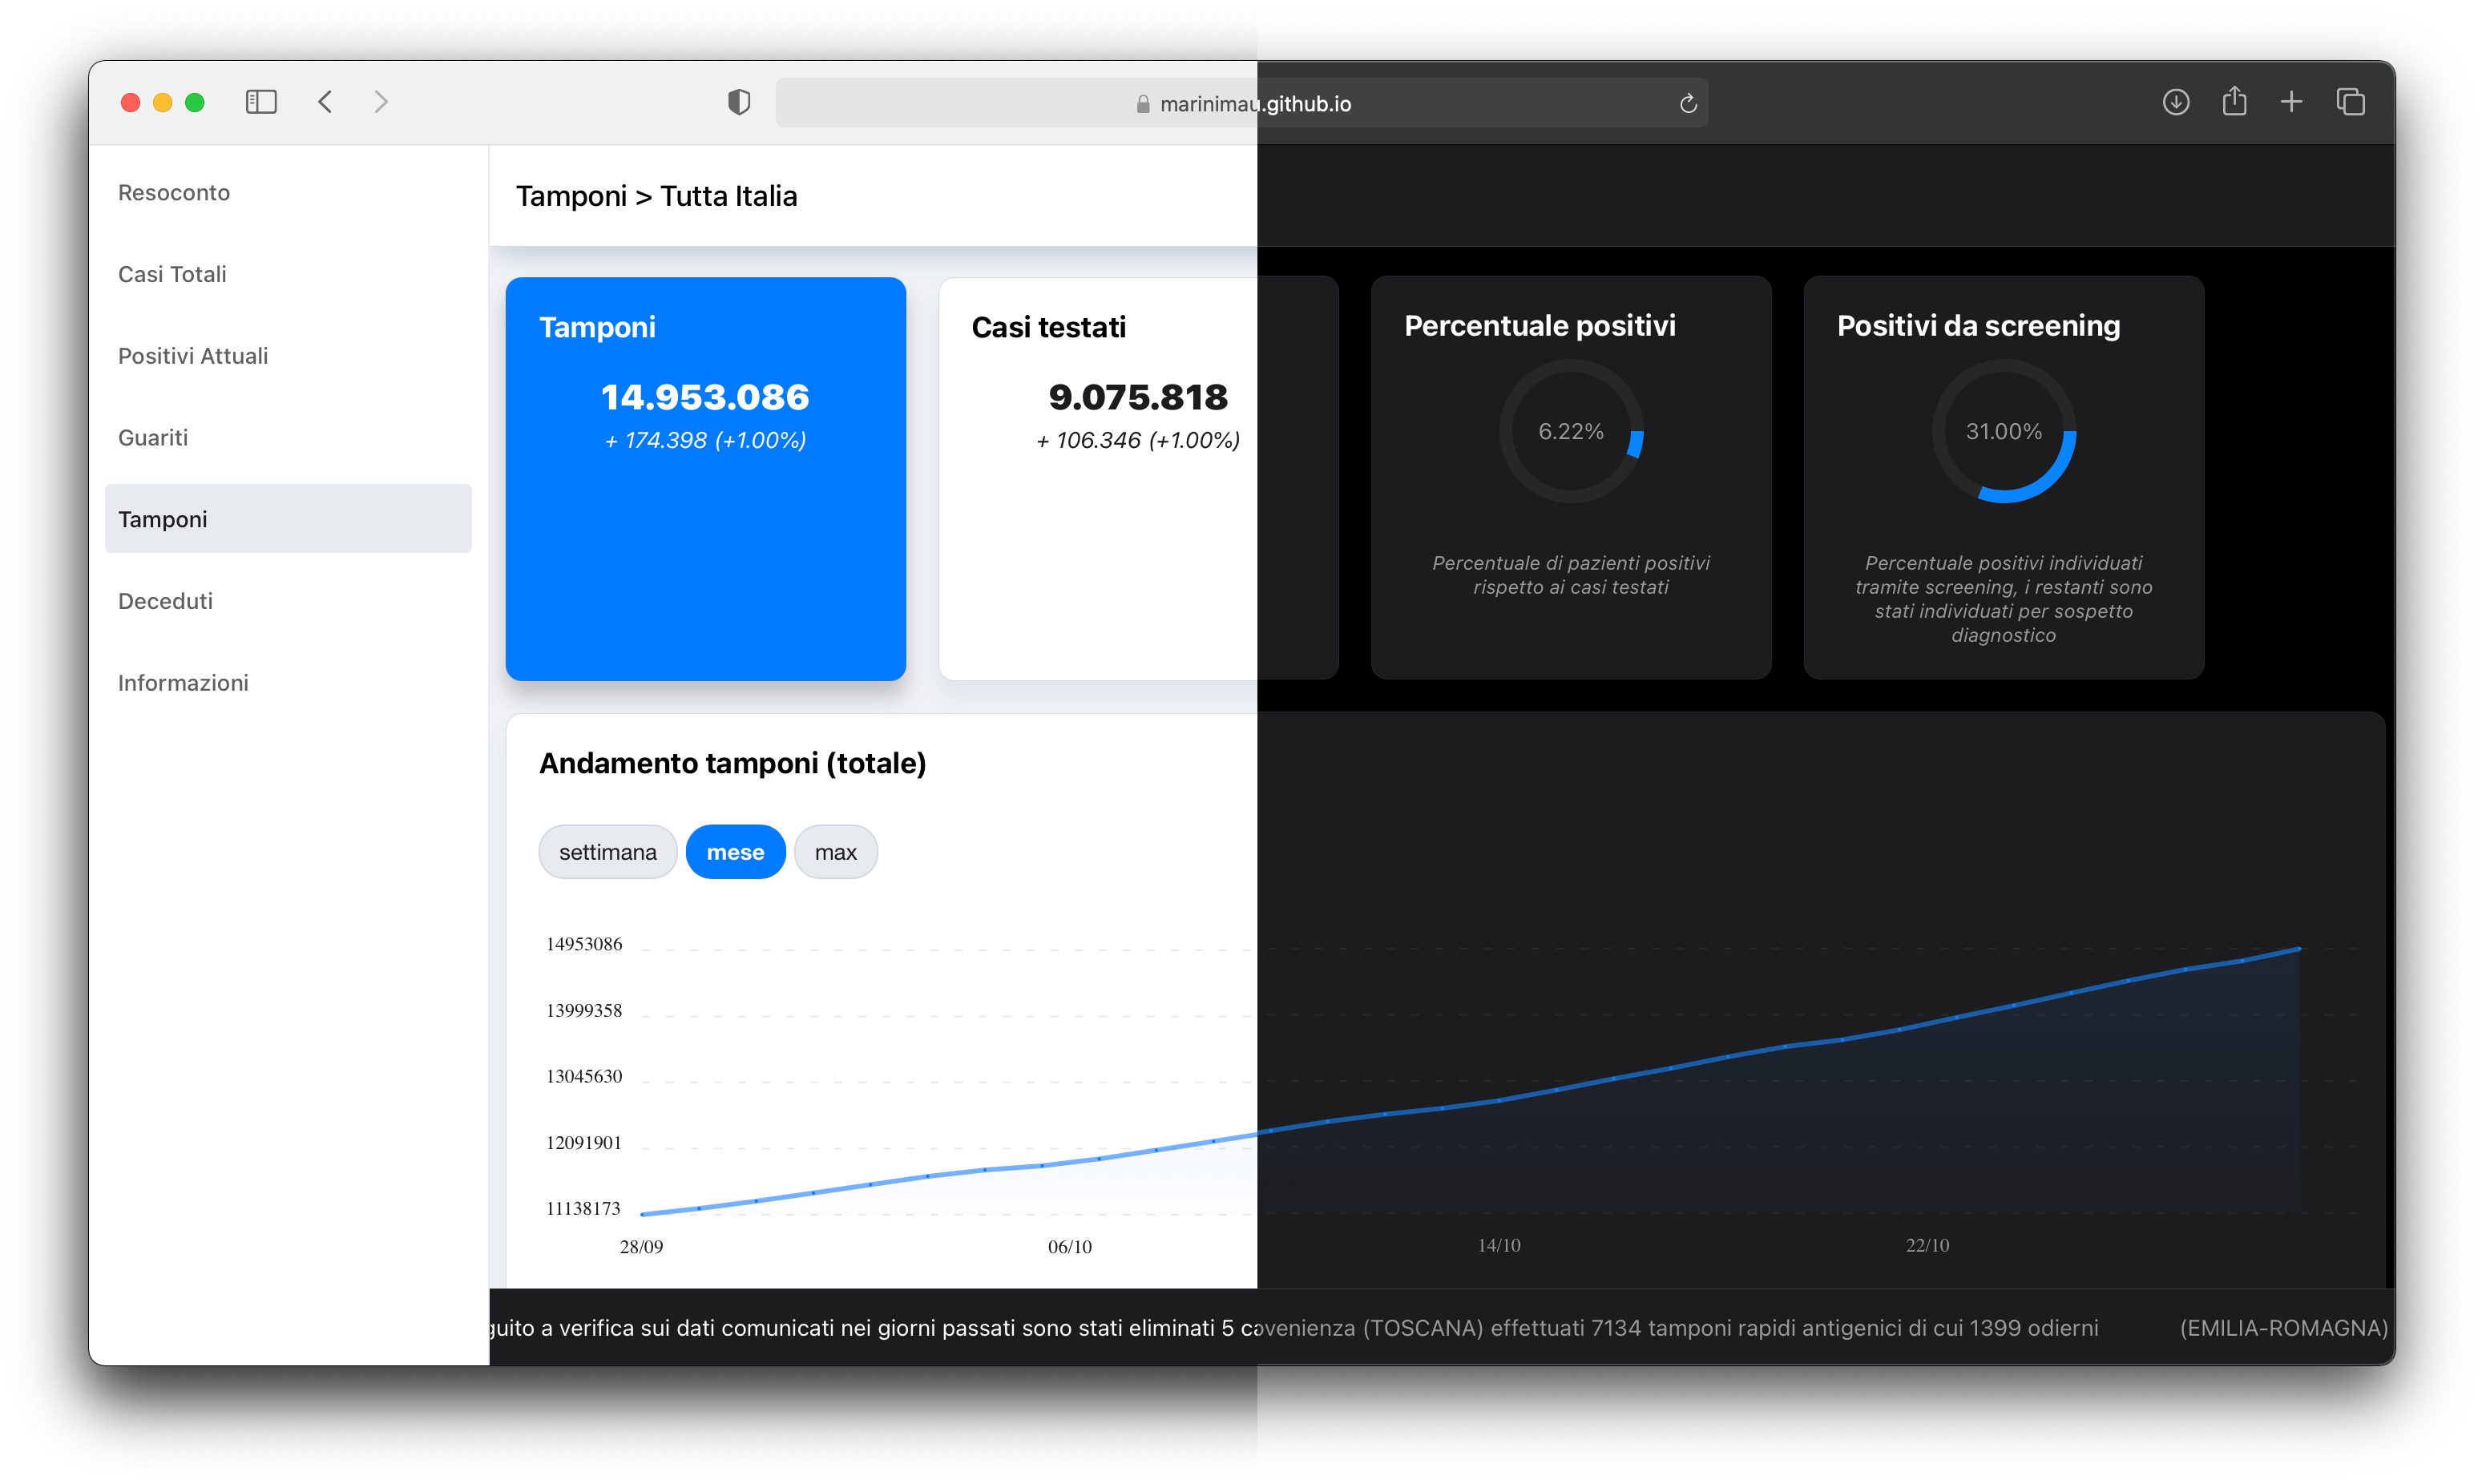 marinimau.github.io
Resoconto
Casi Totali
Positivi Attuali
Guariti
Tamponi
Deceduti
Informazioni
Tamponi > Tutta Italia
Tamponi
14.953.086
+ 174.398 (+1.00%)
Casi testati
9.075.818
+ 106.346 (+1.00%)
Percentuale positivi
6.22%
Percentuale di pazienti positivi
rispetto ai casi testati
Positivi da screening
31.00%
Percentuale positivi individuati
tramite screening, i restanti sono
stati individuati per sospetto
diagnostico
Andamento tamponi (totale)
settimana mese max
14953086
13999358
13045630
12091901
11138173
28/09 06/10 14/10 22/10
guito a verifica sui dati comunicati nei giorni passati sono stati eliminati 5 cavenienza (TOSCANA) effettuati 7134 tamponi rapidi antigenici di cui 1399 odierni (EMILIA-ROMAGNA)